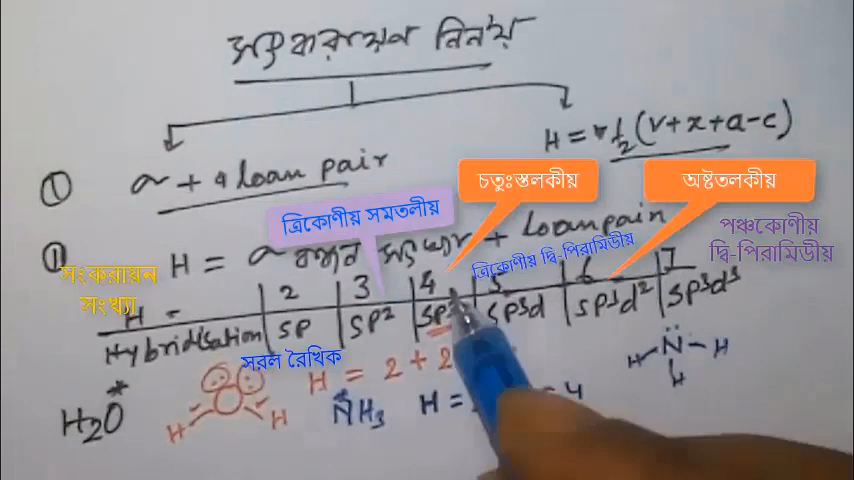 সংকরায়ণ নির্ণয়
H = ½(v+x+a-c)
① σ + 4 loan pair
চতুঃস্তলকীয়
অষ্টতলকীয়
ত্রিকোণীয় সমতলীয়
① H = σ বন্ধন সংখ্যা + Loan pain
ত্রিকোণীয় দ্বি-পিরামিডীয়
পঞ্চকোণীয়
দ্বি-পিরামিডীয়
সংকরায়ন
সংখ্যা
H = 2 3 4 5 6 7
Hybridisation SP SP² SP³ SP³d SP³d² SP³d³
সরল রৈখিক
H = 2 + 2
H₂O
H H
NH₃ H = = 4
H N H
H